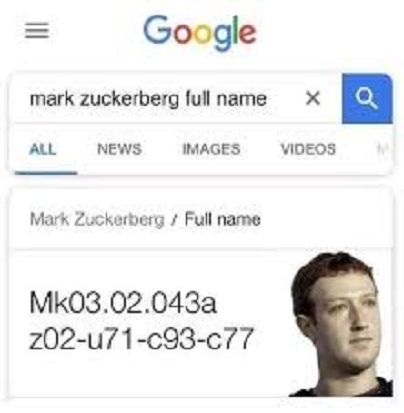 Google
mark zuckerberg full name
ALL NEWS IMAGES VIDEOS M
Mark Zuckerberg / Full name
Mk03.02.043a
z02-u71-c93-c77